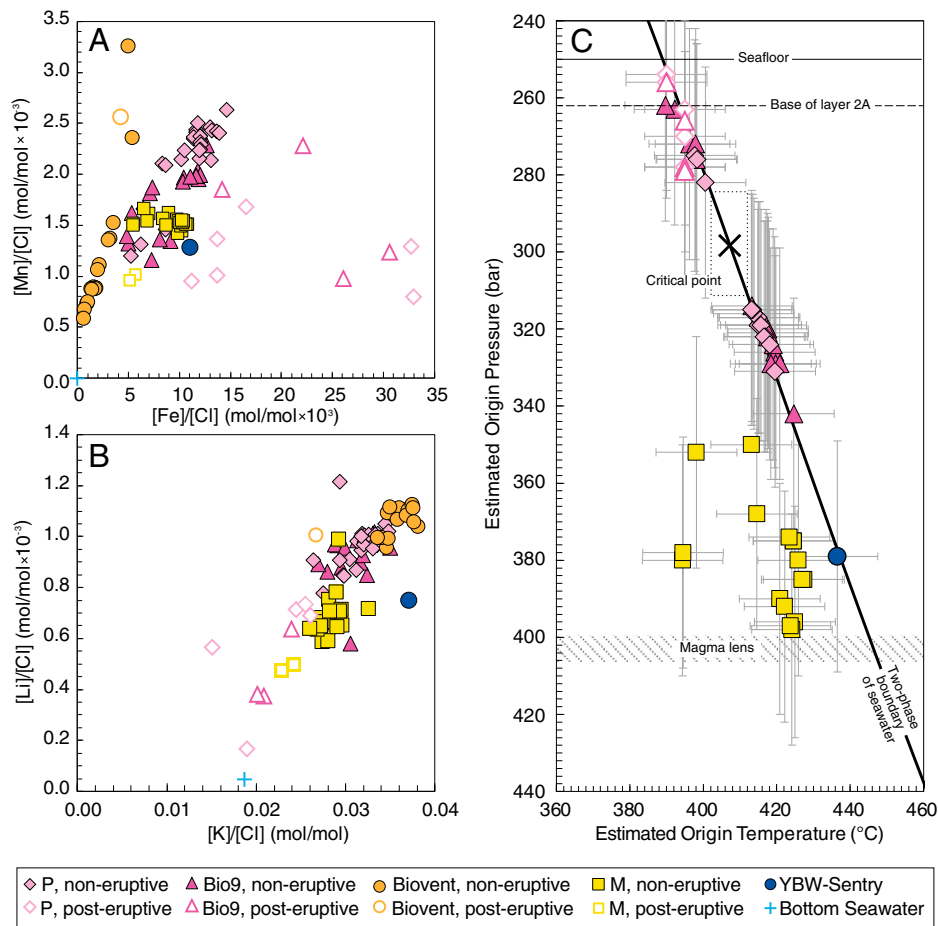 A
[Mn]/[Cl] (mol/mol×10⁻³)
3.5
3.0
2.5
2.0
1.5
1.0
0.5
0.0
0 5 10 15 20 25 30 35
[Fe]/[Cl] (mol/mol×10³)
B
[Li]/[Cl] (mol/mol×10⁻³)
1.4
1.2
1.0
0.8
0.6
0.4
0.2
0.0
0.00 0.01 0.02 0.03 0.04
[K]/[Cl] (mol/mol)
C
Estimated Origin Pressure (bar)
240
260
280
300
320
340
360
380
400
420
440
Seafloor
Base of layer 2A
Critical point
Magma lens
Two-phase
boundary
of seawater
360 380 400 420 440 460
Estimated Origin Temperature (°C)
P, non-eruptive Bio9, non-eruptive Biovent, non-eruptive M, non-eruptive YBW-Sentry
P, post-eruptive Bio9, post-eruptive Biovent, post-eruptive M, post-eruptive Bottom Seawater